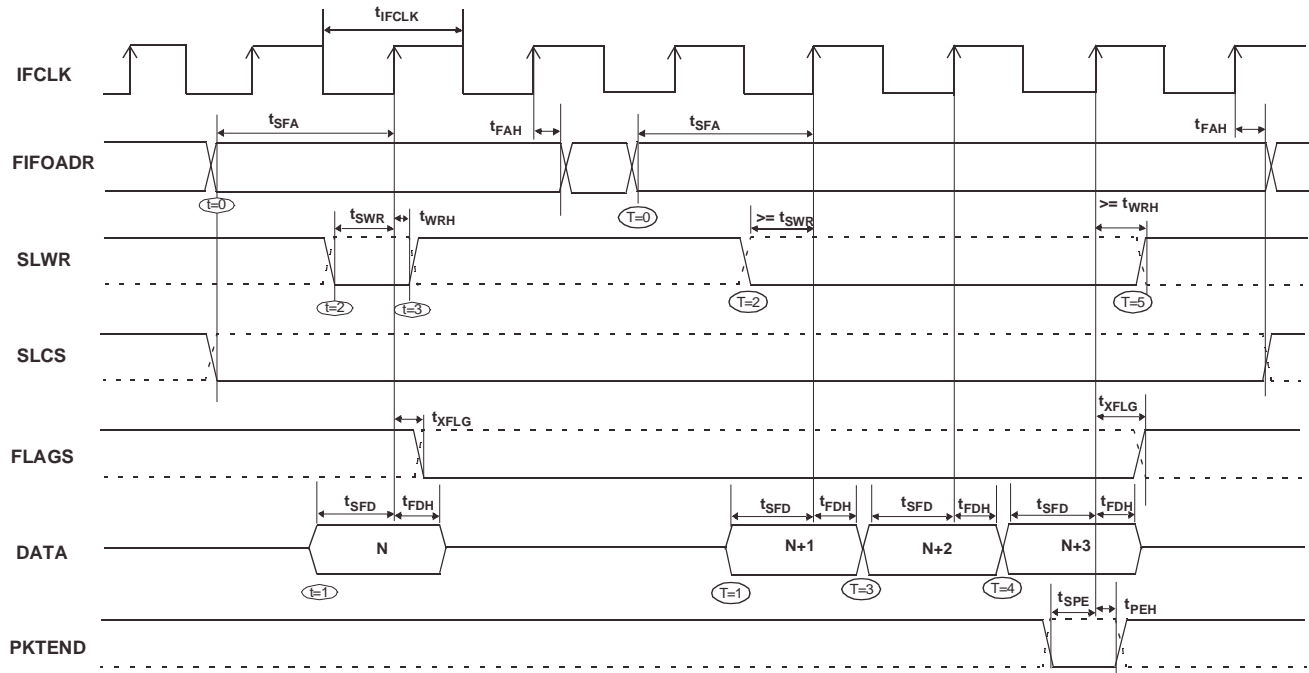 tIFCLK
IFCLK
tSFA
tFAH
tSFA
tFAH
FIFOADR
t=0
T=0
tSWR
tWRH
>= tSWR
>= tWRH
SLWR
t=2
t=3
T=2
T=5
SLCS
tXFLG
tXFLG
FLAGS
tSFD
tFDH
tSFD
tFDH
tSFD
tFDH
tSFD
tFDH
DATA
N
N+1
N+2
N+3
t=1
T=1
T=3
T=4
tSPE
tPEH
PKTEND